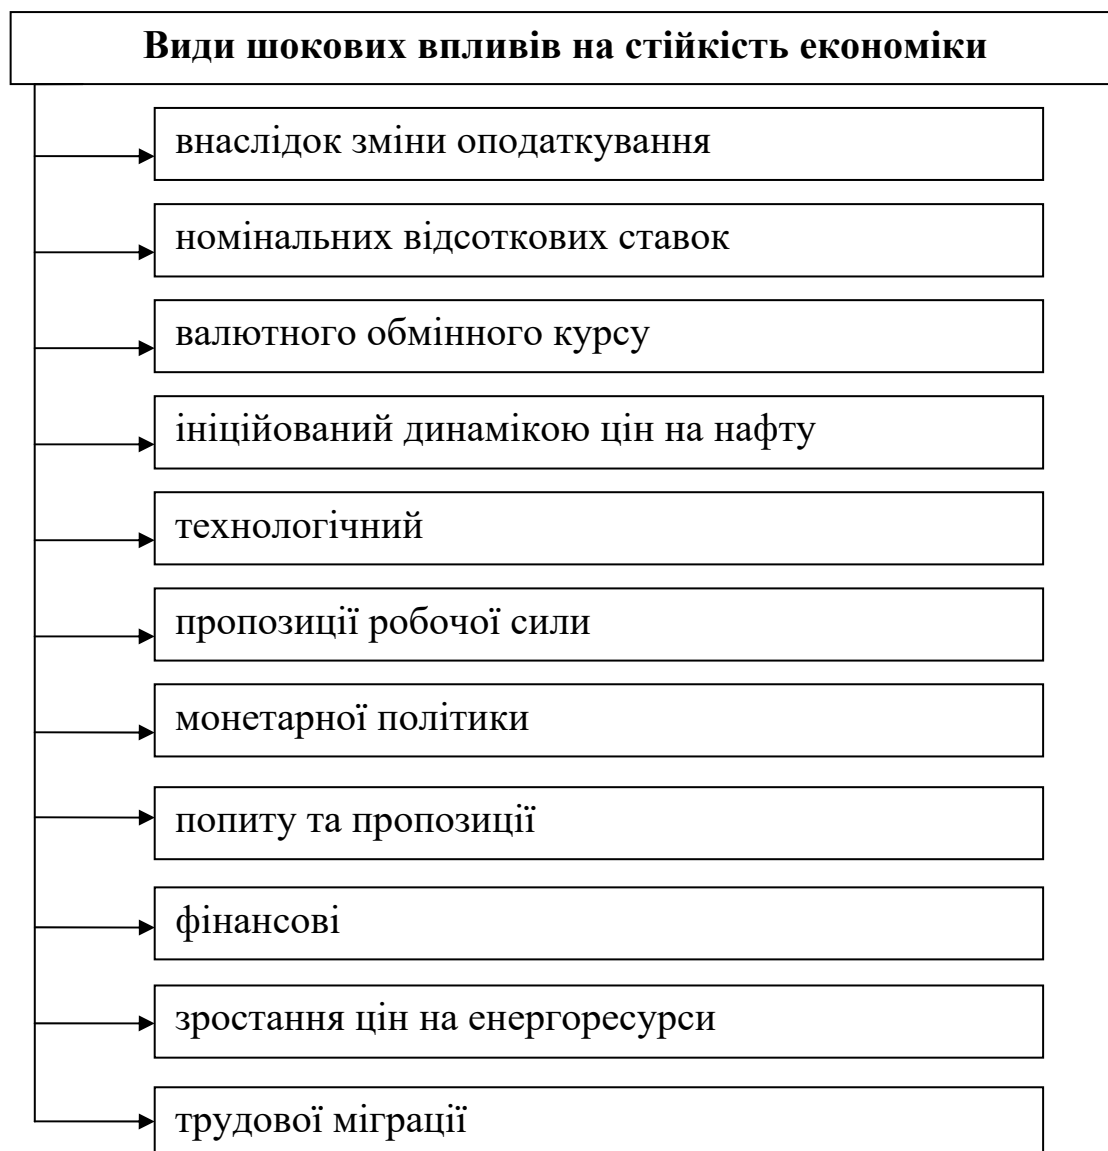 Види шокових впливів на стійкість економіки
внаслідок зміни оподаткування
номінальних відсоткових ставок
валютного обмінного курсу
ініційований динамікою цін на нафту
технологічний
пропозиції робочої сили
монетарної політики
попиту та пропозиції
фінансові
зростання цін на енергоресурси
трудової міграції